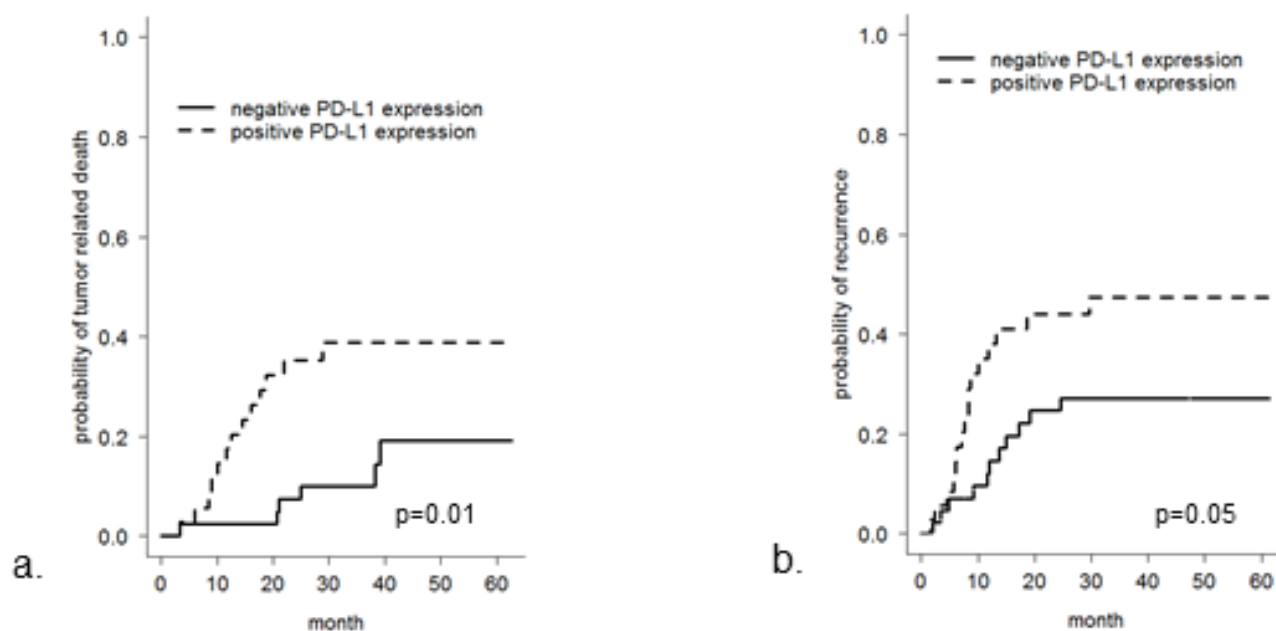 1.0
0.8
0.6
0.4
0.2
0.0
probability of tumor related death
negative PD-L1 expression
positive PD-L1 expression
p=0.01
0 10 20 30 40 50 60
month
a.
1.0
0.8
0.6
0.4
0.2
0.0
probability of recurrence
negative PD-L1 expression
positive PD-L1 expression
p=0.05
0 10 20 30 40 50 60
month
b.